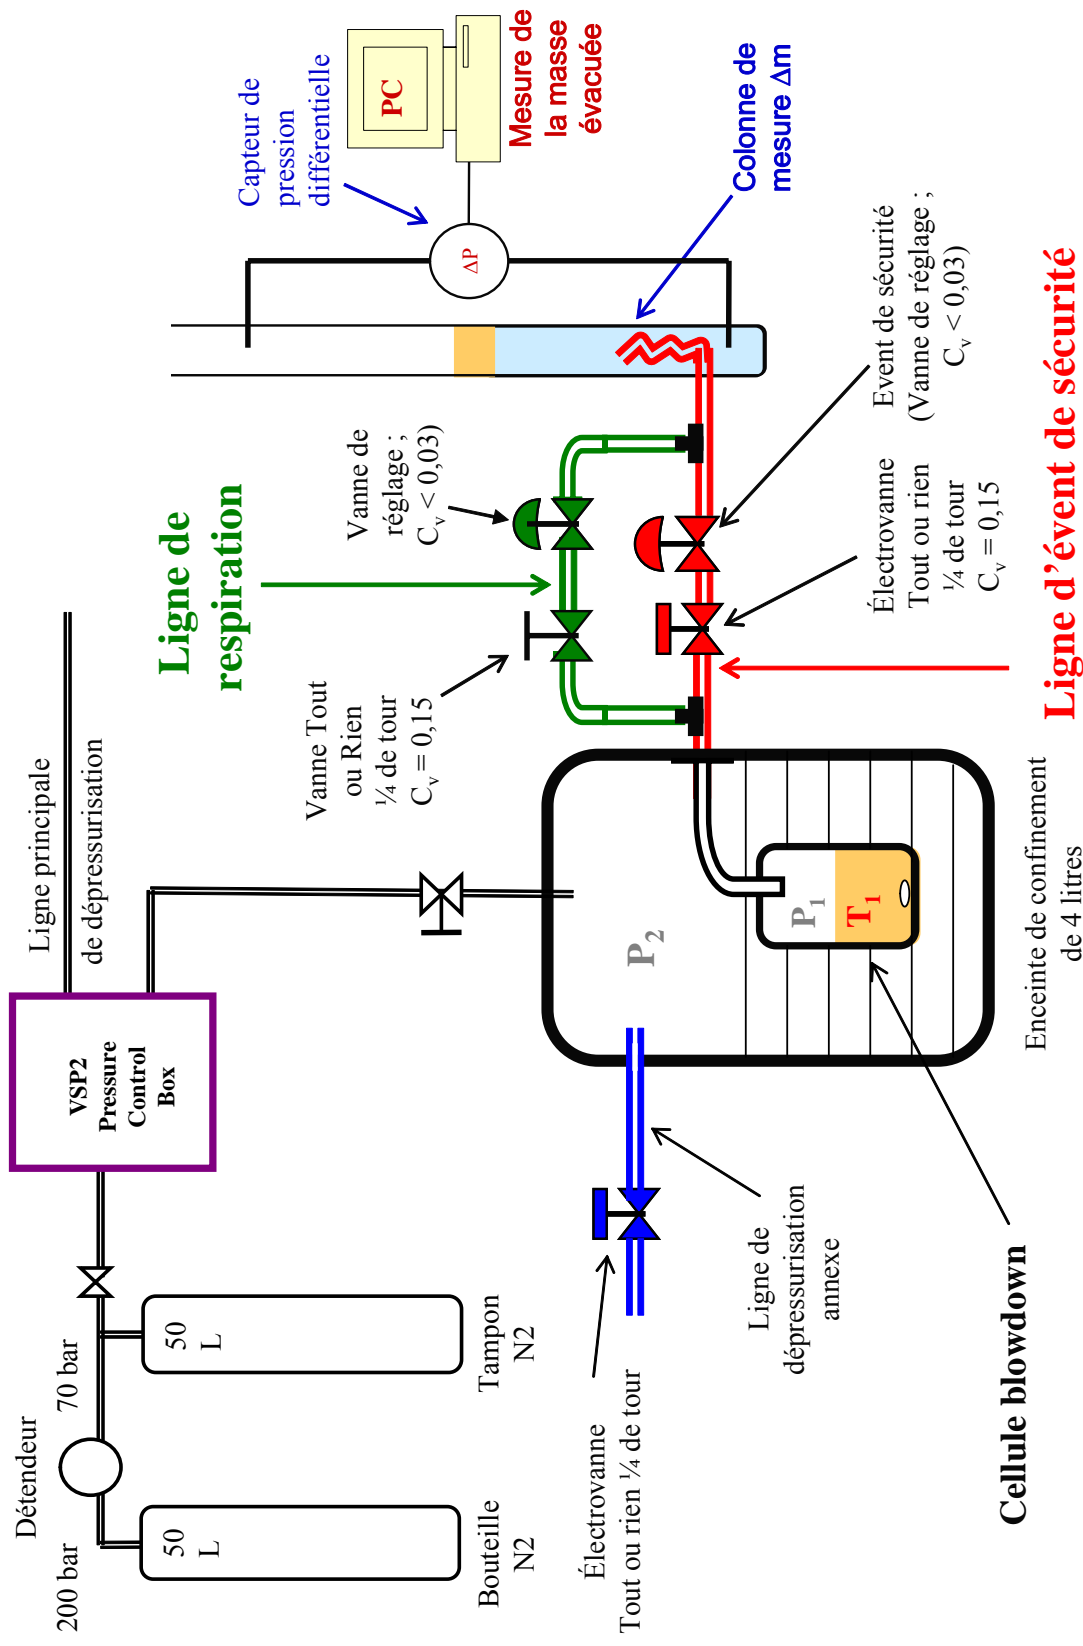 200 bar
Détendeur
70 bar
50
L
Bouteille
N2
50
L
Tampon
N2
VSP2
Pressure
Control
Box
Ligne principale
de dépressurisation
Ligne de
respiration
Vanne Tout
ou Rien
¼ de tour
Cᵥ = 0,15
Vanne de
réglage ;
Cᵥ < 0,03)
Capteur de
pression
différentielle
PC
ΔP
Mesure de
la masse
évacuée
Colonne de
mesure Δm
Event de sécurité
(Vanne de réglage ;
Cᵥ < 0,03)
Électrovanne
Tout ou rien
¼ de tour
Cᵥ = 0,15
Ligne d’évent de sécurité
P₂
P₁
T₁
Enceinte de confinement
de 4 litres
Électrovanne
Tout ou rien ¼ de tour
Ligne de
dépressurisation
annexe
Cellule blowdown